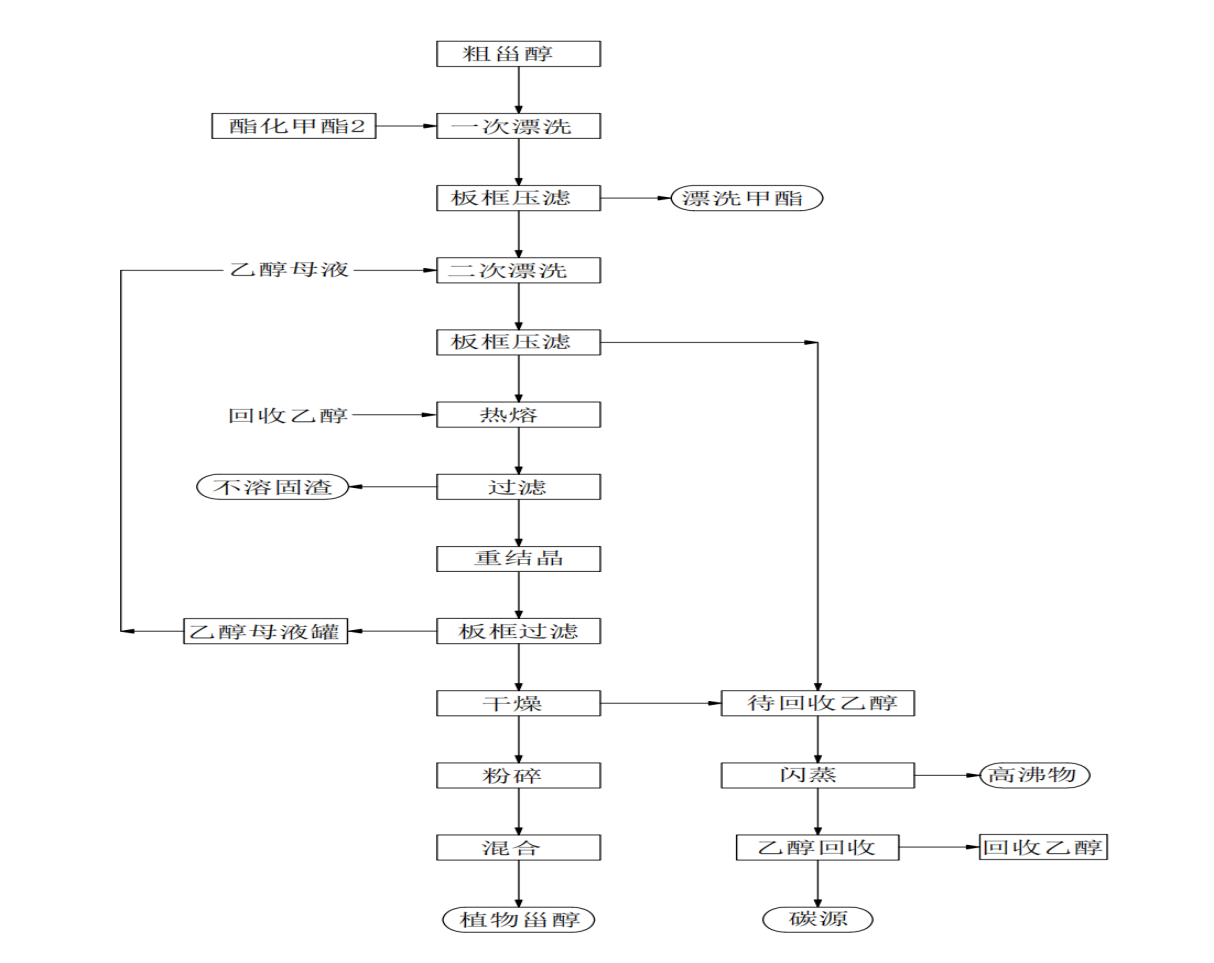 粗甾醇
酯化甲酯2
一次漂洗
板框压滤
漂洗甲酯
乙醇母液
二次漂洗
板框压滤
回收乙醇
热熔
不溶固渣
过滤
重结晶
乙醇母液罐
板框过滤
干燥
待回收乙醇
粉碎
闪蒸
高沸物
混合
乙醇回收
回收乙醇
植物甾醇
碳源